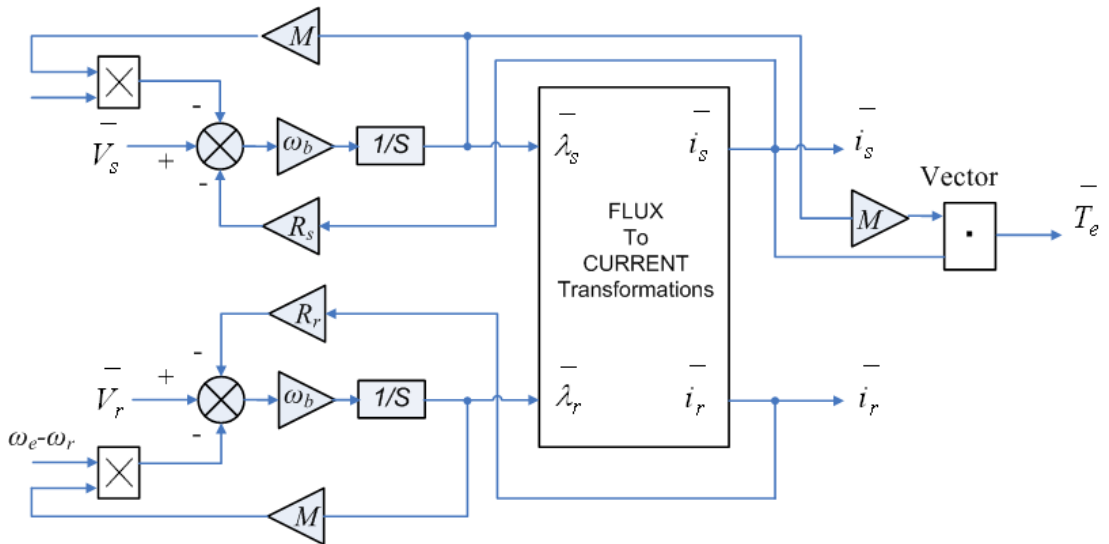 M
V̄s
-
+
-
ωb
1/S
Rs
λ̄s
īs
īs
FLUX
To
CURRENT
Transformations
Vector
M
T̄e
Rr
V̄r
-
+
-
ωb
1/S
λ̄r
īr
īr
ωe-ωr
M